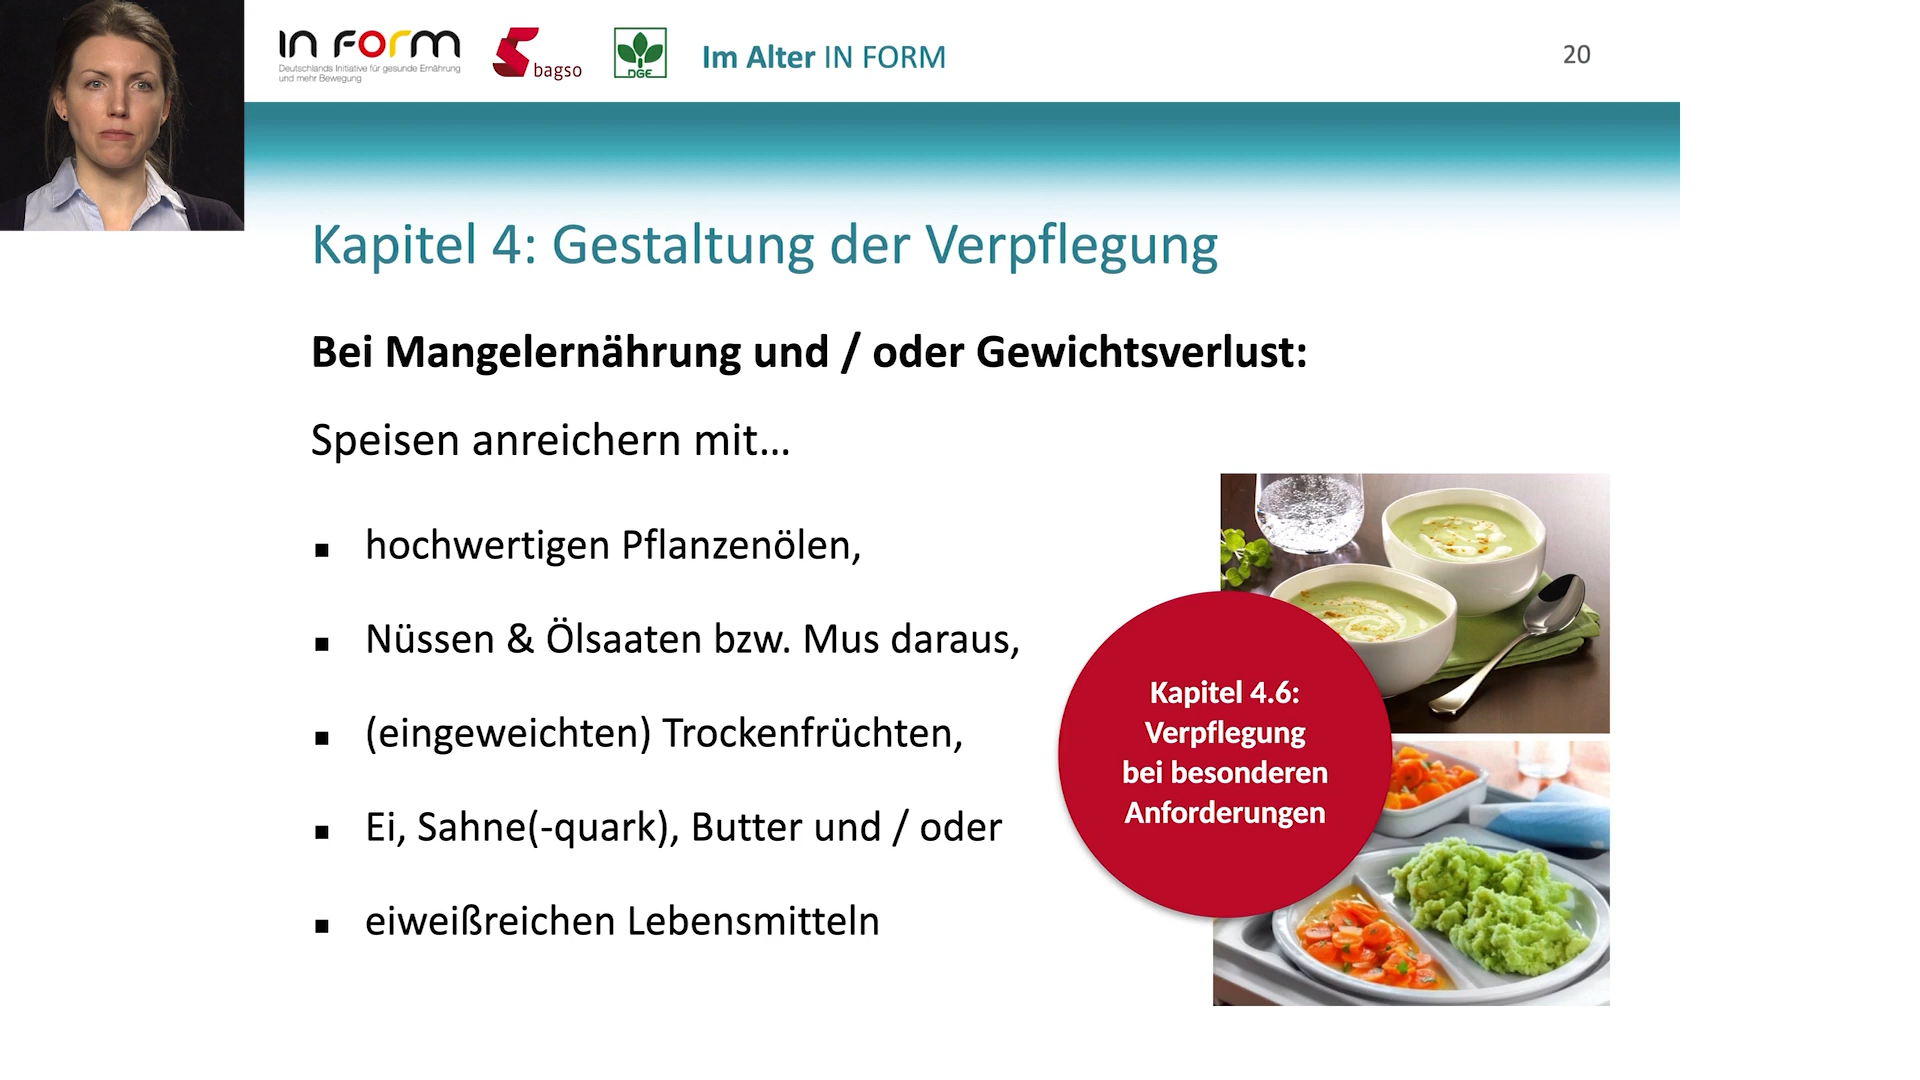 IN FORM
Deutschlands Initiative für gesunde Ernährung
und mehr Bewegung
bagso
DGE
Im Alter IN FORM
20
Kapitel 4: Gestaltung der Verpflegung
Bei Mangelernährung und / oder Gewichtsverlust:
Speisen anreichern mit...
▪ hochwertigen Pflanzenölen,
▪ Nüssen & Ölsaaten bzw. Mus daraus,
▪ (eingeweichten) Trockenfrüchten,
▪ Ei, Sahne(-quark), Butter und / oder
▪ eiweißreichen Lebensmitteln
Kapitel 4.6:
Verpflegung
bei besonderen
Anforderungen